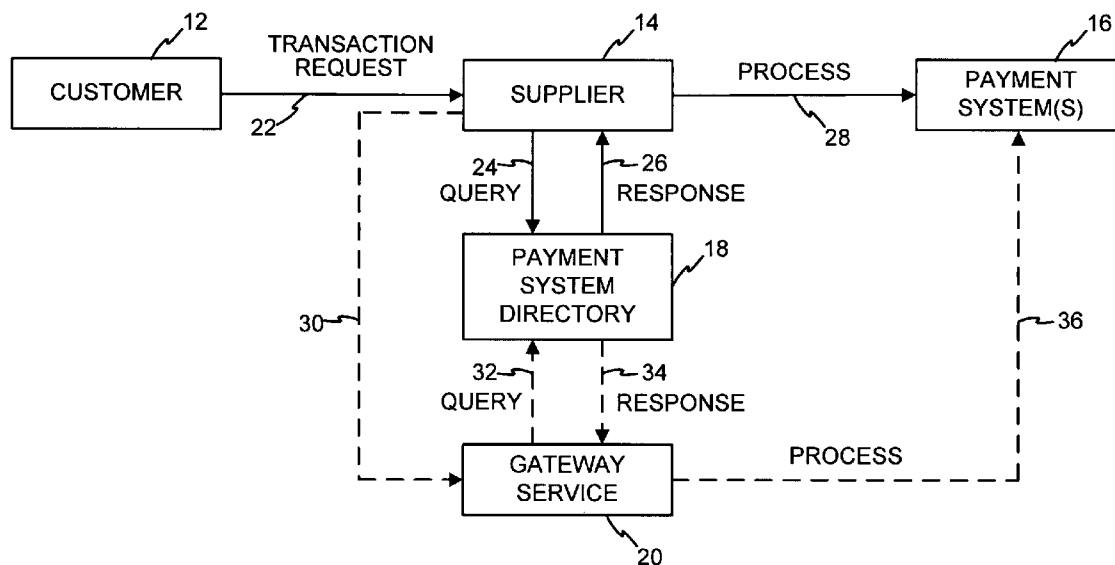 12
14
16
CUSTOMER
TRANSACTION
REQUEST
22
SUPPLIER
PROCESS
28
PAYMENT
SYSTEM(S)
24
QUERY
26
RESPONSE
PAYMENT
SYSTEM
DIRECTORY
18
30
36
32
QUERY
34
RESPONSE
GATEWAY
SERVICE
PROCESS
20